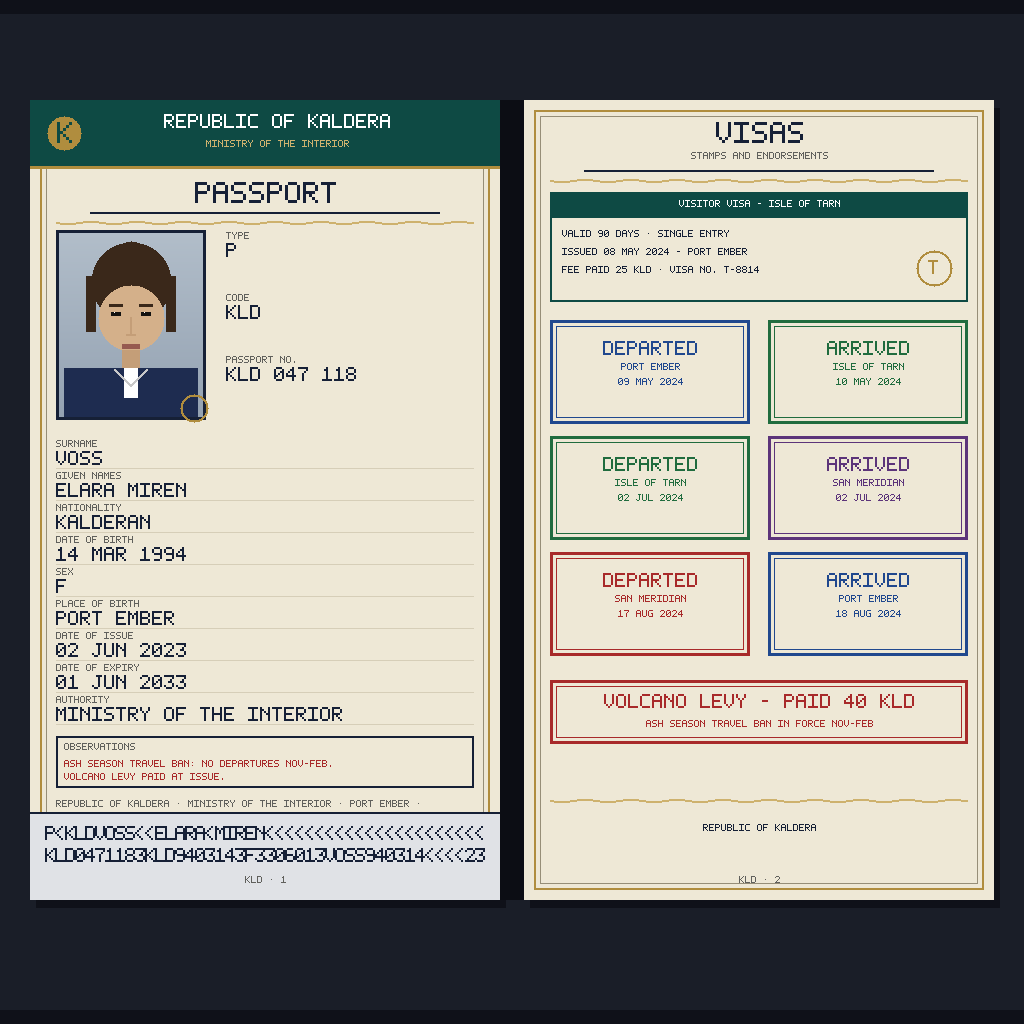 K
REPUBLIC OF KALDERA
MINISTRY OF THE INTERIOR
PASSPORT
TYPE
P
CODE
KLD
PASSPORT NO.
KLD 047 118
SURNAME
VOSS
GIVEN NAMES
ELARA MIREN
NATIONALITY
KALDERAN
DATE OF BIRTH
14 MAR 1994
SEX
F
PLACE OF BIRTH
PORT EMBER
DATE OF ISSUE
02 JUN 2023
DATE OF EXPIRY
01 JUN 2033
AUTHORITY
MINISTRY OF THE INTERIOR
OBSERVATIONS
ASH SEASON TRAVEL BAN: NO DEPARTURES NOV-FEB.
VOLCANO LEVY PAID AT ISSUE.
REPUBLIC OF KALDERA · MINISTRY OF THE INTERIOR · PORT EMBER ·
P<KLDVOSS<<ELARA<MIREN<<<<<<<<<<<<<<<<<<<<<<
KLD0471183KLD9403143F3306013VOSS940314<<<<23
KLD · 1
VISAS
STAMPS AND ENDORSEMENTS
VISITOR VISA - ISLE OF TARN
VALID 90 DAYS · SINGLE ENTRY
ISSUED 08 MAY 2024 - PORT EMBER
FEE PAID 25 KLD · VISA NO. T-8814
T
DEPARTED
PORT EMBER
09 MAY 2024
ARRIVED
ISLE OF TARN
10 MAY 2024
DEPARTED
ISLE OF TARN
02 JUL 2024
ARRIVED
SAN MERIDIAN
02 JUL 2024
DEPARTED
SAN MERIDIAN
17 AUG 2024
ARRIVED
PORT EMBER
18 AUG 2024
VOLCANO LEVY - PAID 40 KLD
ASH SEASON TRAVEL BAN IN FORCE NOV-FEB
REPUBLIC OF KALDERA
KLD · 2